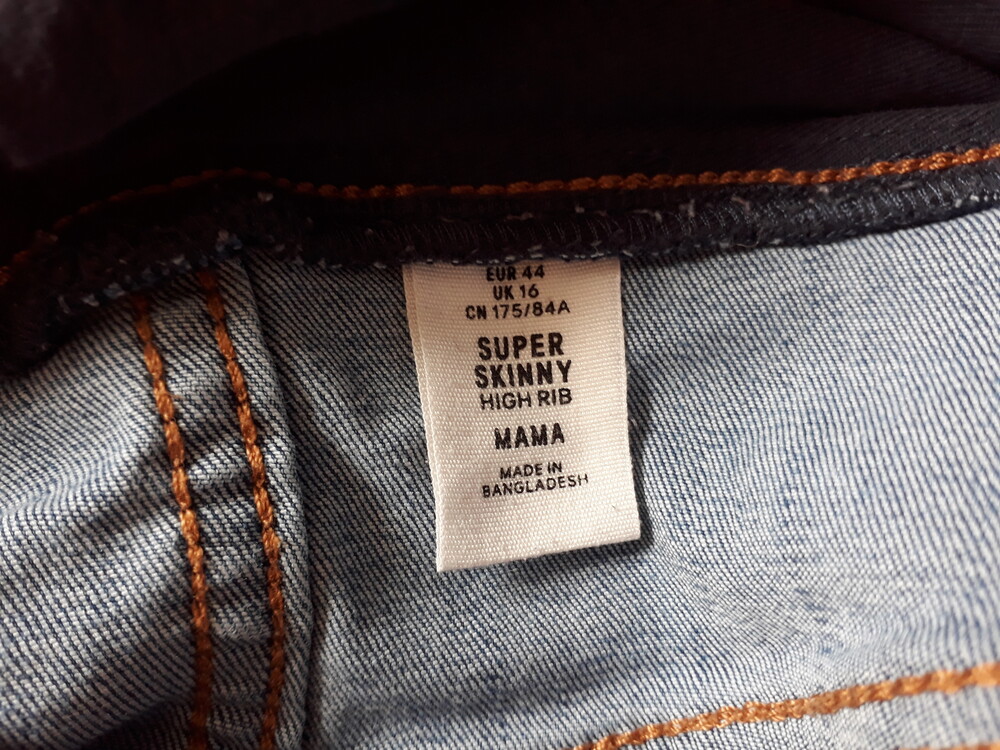 EUR 44
UK 16
CN 175/84A
SUPER
SKINNY
HIGH RIB
MAMA
MADE IN
BANGLADESH